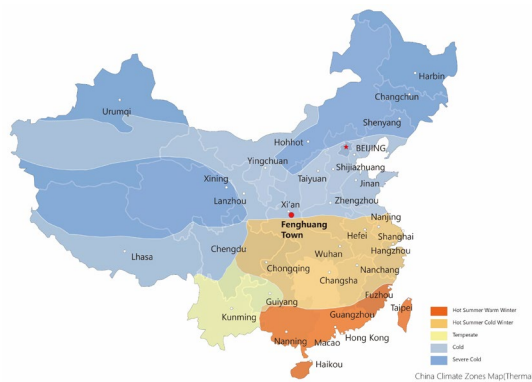 Harbin
Changchun
Urumqi
Shenyang
Hohhot
BEIJING
Yingchuan
Shijiazhuang
Xining
Taiyuan
Jinan
Lanzhou
Zhengzhou
Xi'an
Fenghuang
Town
Nanjing
Hefei
Shanghai
Chengdu
Wuhan
Hangzhou
Lhasa
Chongqing
Nanchang
Changsha
Fuzhou
Guiyang
Taipei
Kunming
Guangzhou
Hong Kong
Nanning
Macao
Haikou
Hot Summer Warm Winter
Hot Summer Cold Winter
Temperate
Cold
Severe Cold
China Climate Zones Map(Therma